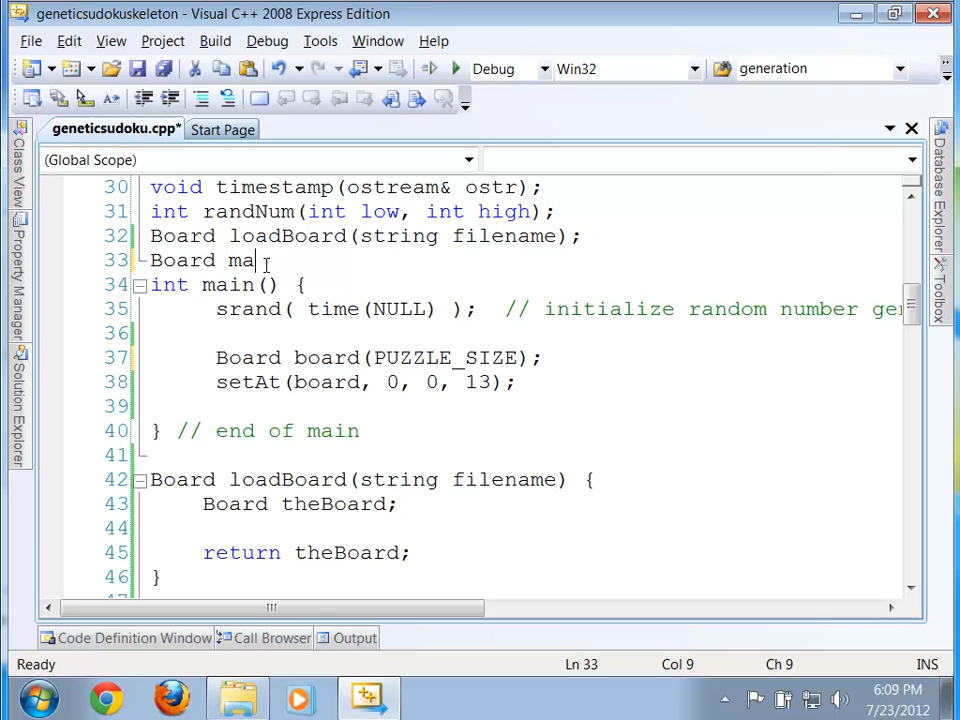 geneticsudokuskeleton - Visual C++ 2008 Express Edition
File Edit View Project Build Debug Tools Window Help
Debug Win32 generation
geneticsudoku.cpp* Start Page
(Global Scope)
30 void timestamp(ostream& ostr);
31 int randNum(int low, int high);
32 Board loadBoard(string filename);
33 Board ma
34 int main() {
35 srand( time(NULL) ); // initialize random number ge
36
37 Board board(PUZZLE_SIZE);
38 setAt(board, 0, 0, 13);
39
40 } // end of main
41
42 Board loadBoard(string filename) {
43 Board theBoard;
44
45 return theBoard;
46 }
Class View
Property Manager
Solution Explorer
Database Explorer
Toolbox
Code Definition Window Call Browser Output
Ready Ln 33 Col 9 Ch 9 INS
6:09 PM
7/23/2012